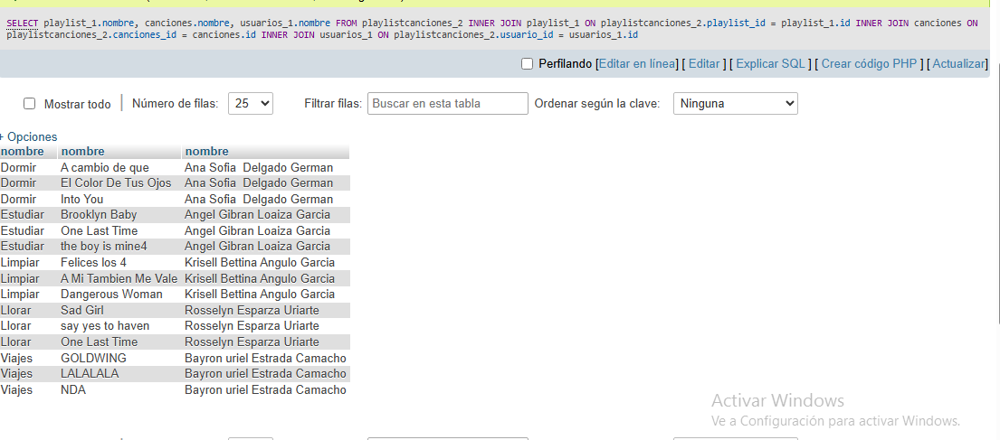 SELECT playlist_1.nombre, canciones.nombre, usuarios_1.nombre FROM playlistcanciones_2 INNER JOIN playlist_1 ON playlistcanciones_2.playlist_id = playlist_1.id INNER JOIN canciones ON
playlistcanciones_2.canciones_id = canciones.id INNER JOIN usuarios_1 ON playlistcanciones_2.usuario_id = usuarios_1.id
Perfilando [Editar en línea] [ Editar ] [ Explicar SQL ] [ Crear código PHP ] [ Actualizar]
Mostrar todo Número de filas: 25 Filtrar filas: Buscar en esta tabla Ordenar según la clave: Ninguna
+ Opciones
nombre nombre nombre
Dormir A cambio de que Ana Sofia  Delgado German
Dormir El Color De Tus Ojos Ana Sofia  Delgado German
Dormir Into You Ana Sofia  Delgado German
Estudiar Brooklyn Baby Angel Gibran Loaiza Garcia
Estudiar One Last Time Angel Gibran Loaiza Garcia
Estudiar the boy is mine4 Angel Gibran Loaiza Garcia
Limpiar Felices los 4 Krisell Bettina Angulo Garcia
Limpiar A Mi Tambien Me Vale Krisell Bettina Angulo Garcia
Limpiar Dangerous Woman Krisell Bettina Angulo Garcia
Llorar Sad Girl Rosselyn Esparza Uriarte
Llorar say yes to haven Rosselyn Esparza Uriarte
Llorar One Last Time Rosselyn Esparza Uriarte
Viajes GOLDWING Bayron uriel Estrada Camacho
Viajes LALALALA Bayron uriel Estrada Camacho
Viajes NDA Bayron uriel Estrada Camacho
Activar Windows
Ve a Configuración para activar Windows.